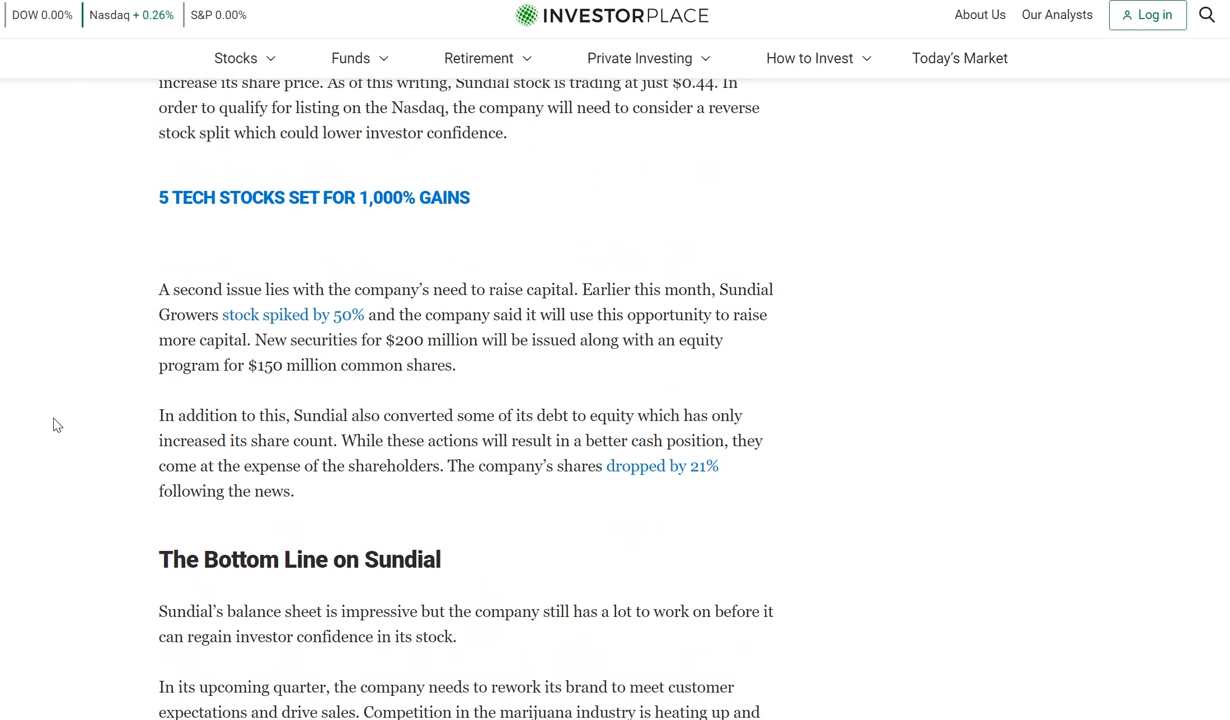 DOW 0.00% Nasdaq + 0.26% S&P 0.00%
INVESTORPLACE
About Us Our Analysts Log in
Stocks Funds Retirement Private Investing How to Invest Today's Market
increase its share price. As of this writing, Sundial stock is trading at just $0.44. In
order to qualify for listing on the Nasdaq, the company will need to consider a reverse
stock split which could lower investor confidence.
5 TECH STOCKS SET FOR 1,000% GAINS
A second issue lies with the company's need to raise capital. Earlier this month, Sundial
Growers stock spiked by 50% and the company said it will use this opportunity to raise
more capital. New securities for $200 million will be issued along with an equity
program for $150 million common shares.
In addition to this, Sundial also converted some of its debt to equity which has only
increased its share count. While these actions will result in a better cash position, they
come at the expense of the shareholders. The company's shares dropped by 21%
following the news.
The Bottom Line on Sundial
Sundial's balance sheet is impressive but the company still has a lot to work on before it
can regain investor confidence in its stock.
In its upcoming quarter, the company needs to rework its brand to meet customer
expectations and drive sales. Competition in the marijuana industry is heating up and